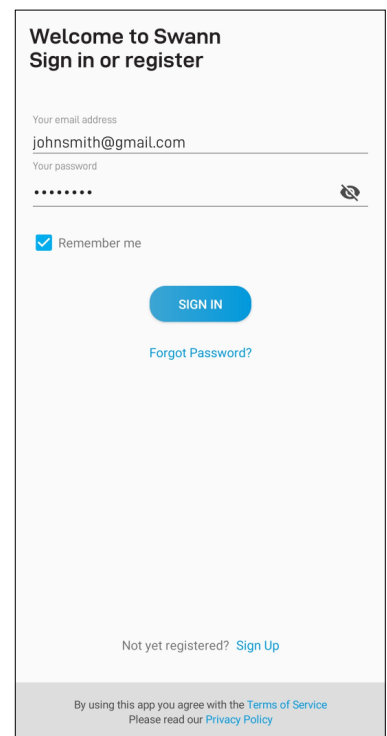 Welcome to Swann
Sign in or register
Your email address
johnsmith@gmail.com
Your password
••••••••
Remember me
SIGN IN
Forgot Password?
Not yet registered? Sign Up
By using this app you agree with the Terms of Service
Please read our Privacy Policy